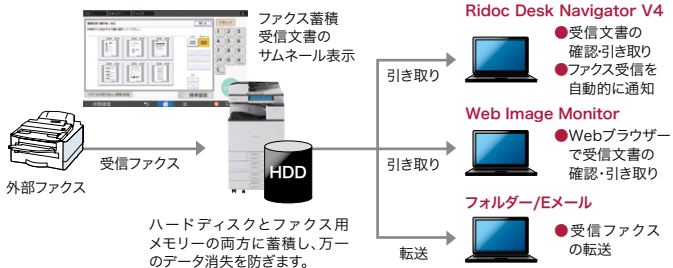 ファクス蓄積
受信文書の
サムネール表示
外部ファクス
受信ファクス
HDD
ハードディスクとファクス用
メモリーの両方に蓄積し、万一
のデータ消失を防ぎます。
引き取り
Ridoc Desk Navigator V4
●受信文書の
確認・引き取り
●ファクス受信を
自動的に通知
引き取り
Web Image Monitor
●Webブラウザー
で受信文書の
確認・引き取り
転送
フォルダー/Eメール
●受信ファクス
の転送